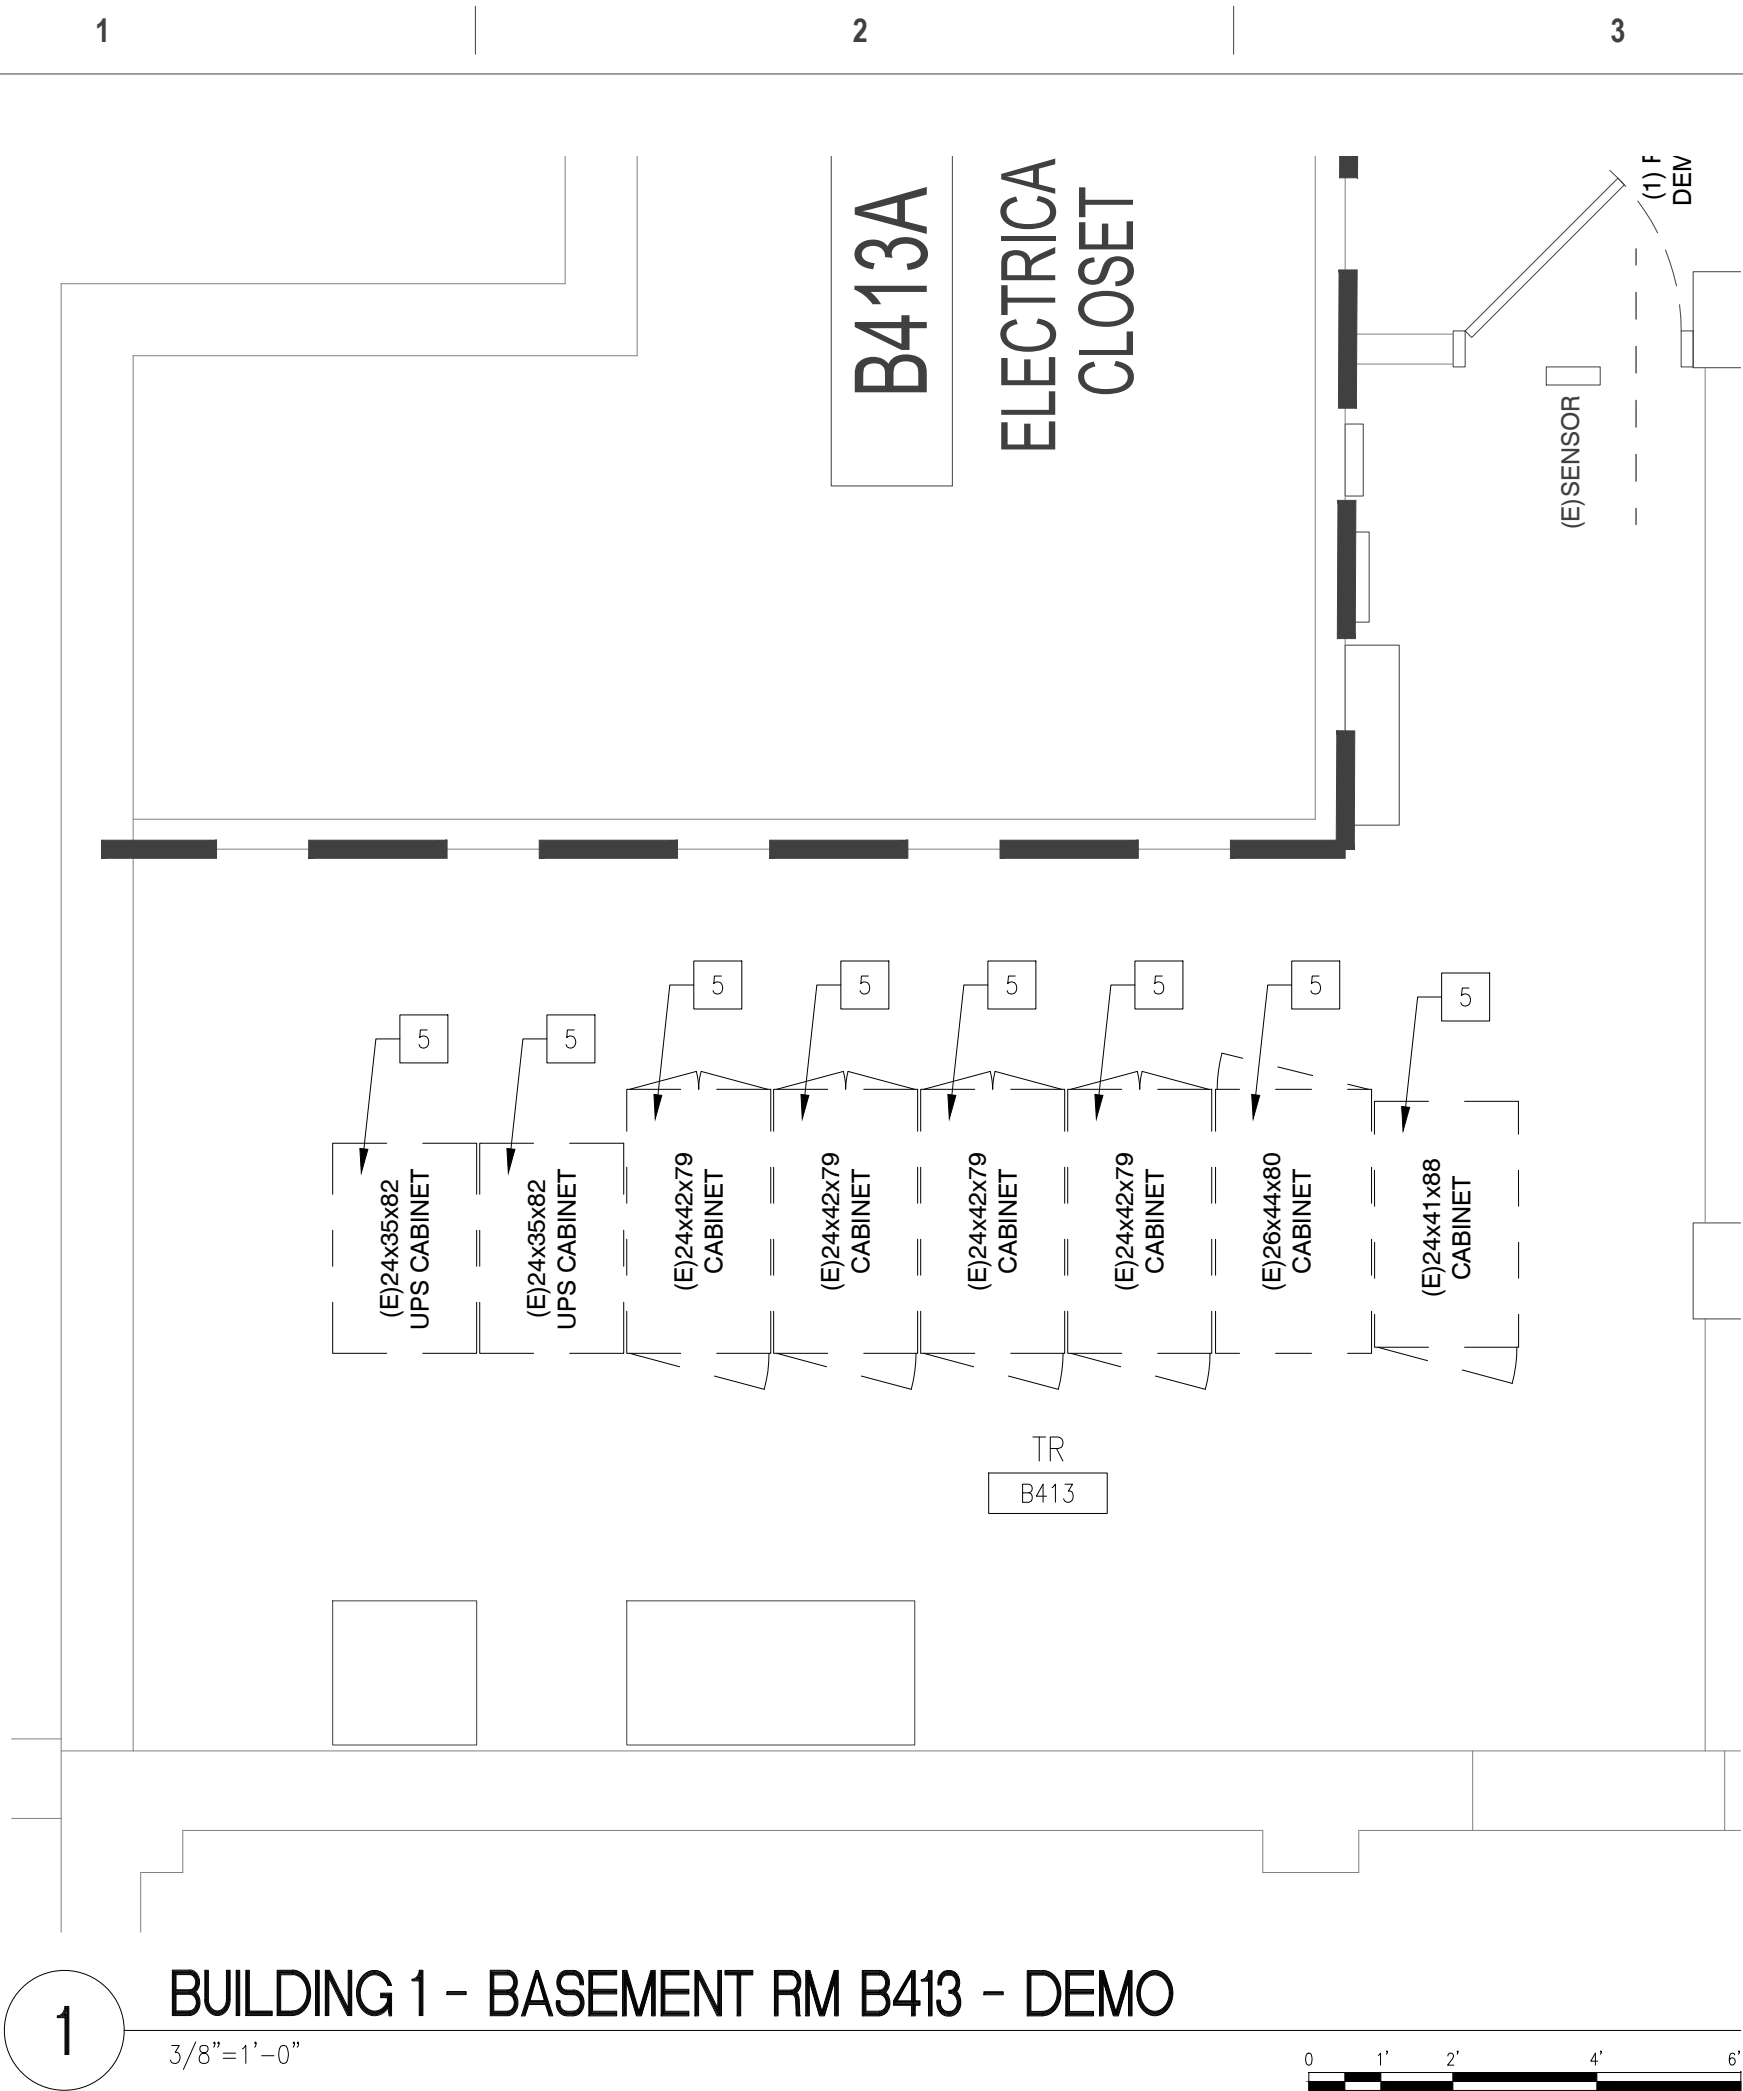 1
2
3
B413A
ELECTRICA
CLOSET
(1)
(E)SENSOR
5
5
5
5
5
5
5
5
(E)24x35x82
UPS CABINET
(E)24x35x82
UPS CABINET
(E)24x42x79
CABINET
(E)24x42x79
CABINET
(E)24x42x79
CABINET
(E)24x42x79
CABINET
(E)26x44x80
CABINET
(E)24x41x88
CABINET
TR
B413
1
BUILDING 1 - BASEMENT RM B413 - DEMO
3/8"=1'-0"
0 1' 2' 4' 6'